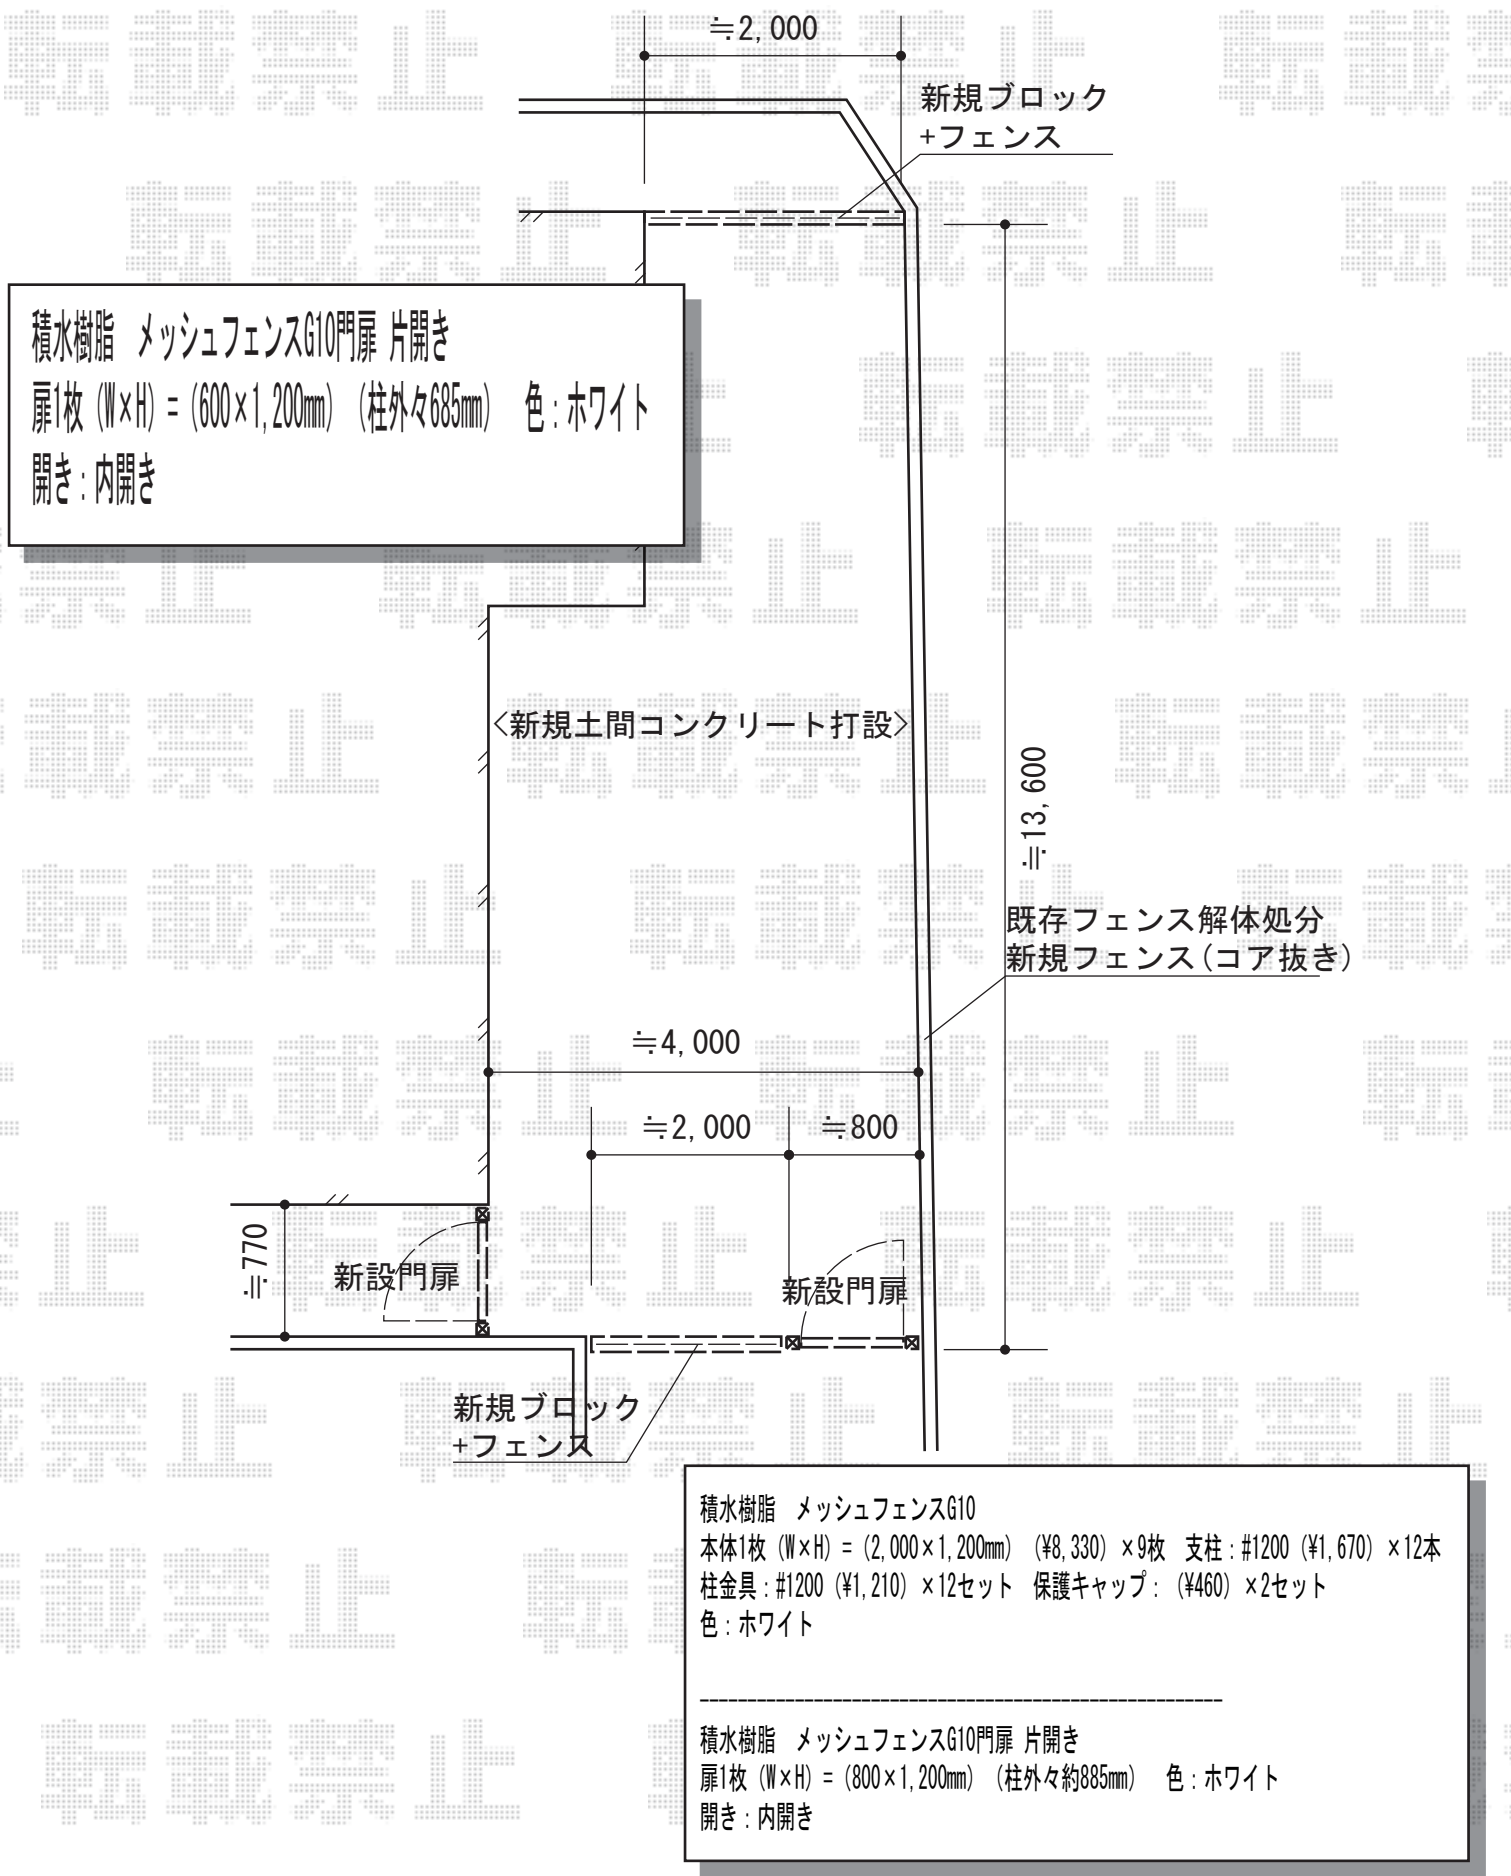 ≒2,000
新規ブロック
+フェンス
積水樹脂　メッシュフェンスG10門扉 片開き
扉1枚（W×H）=（600×1,200mm）（柱外々685mm）　色：ホワイト
開き：内開き
〈新規土間コンクリート打設〉
≒13,600
既存フェンス解体処分
新規フェンス(コア抜き)
≒4,000
≒2,000
≒800
≒770
新設門扉
新設門扉
新規ブロック
+フェンス
積水樹脂　メッシュフェンスG10
本体1枚（W×H）=（2,000×1,200mm）（¥8,330）×9枚　支柱：#1200（¥1,670）×12本
柱金具：#1200（¥1,210）×12セット　保護キャップ：（¥460）×2セット
色：ホワイト
------------------------------------------------------
積水樹脂　メッシュフェンスG10門扉 片開き
扉1枚（W×H）=（800×1,200mm）（柱外々約885mm）　色：ホワイト
開き：内開き
転載禁止